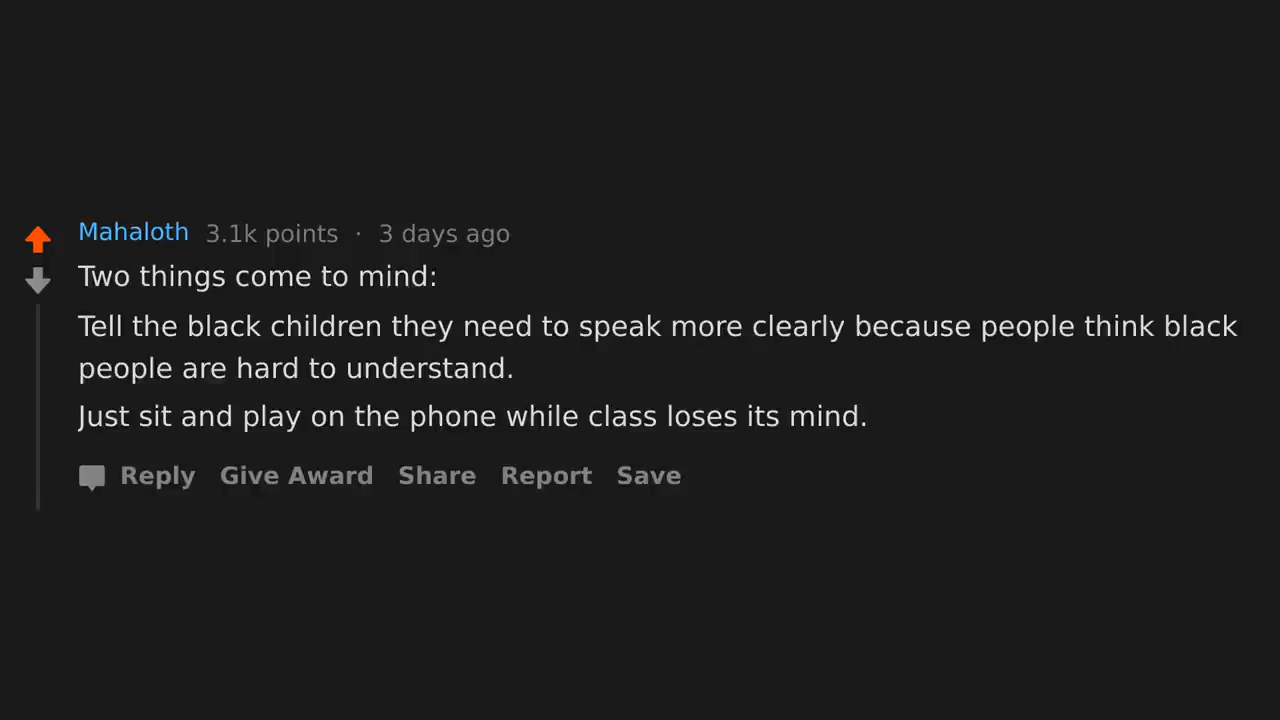 Mahaloth 3.1k points · 3 days ago
Two things come to mind:
Tell the black children they need to speak more clearly because people think black
people are hard to understand.
Just sit and play on the phone while class loses its mind.
Reply Give Award Share Report Save